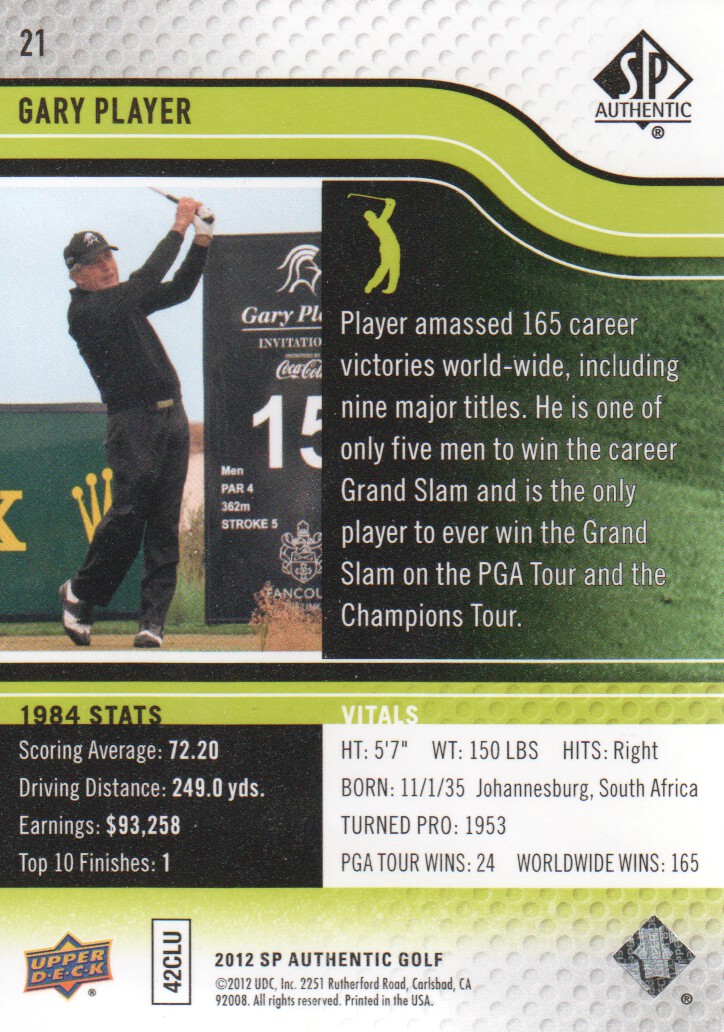 21
SP
AUTHENTIC
®
GARY PLAYER
Gary Pl
INVITATIO
Coca-Col
15
Men
PAR 4
362m
STROKE 5
X
FANCOU
THE LINK
Player amassed 165 career
victories world-wide, including
nine major titles. He is one of
only five men to win the career
Grand Slam and is the only
player to ever win the Grand
Slam on the PGA Tour and the
Champions Tour.
1984 STATS
Scoring Average: 72.20
Driving Distance: 249.0 yds.
Earnings: $93,258
Top 10 Finishes: 1
VITALS
HT: 5'7" WT: 150 LBS HITS: Right
BORN: 11/1/35 Johannesburg, South Africa
TURNED PRO: 1953
PGA TOUR WINS: 24 WORLDWIDE WINS: 165
UPPER
D·E·C·K
®
42CLU
2012 SP AUTHENTIC GOLF
©2012 UDC, Inc. 2251 Rutherford Road, Carlsbad, CA
92008. All rights reserved. Printed in the USA.
®